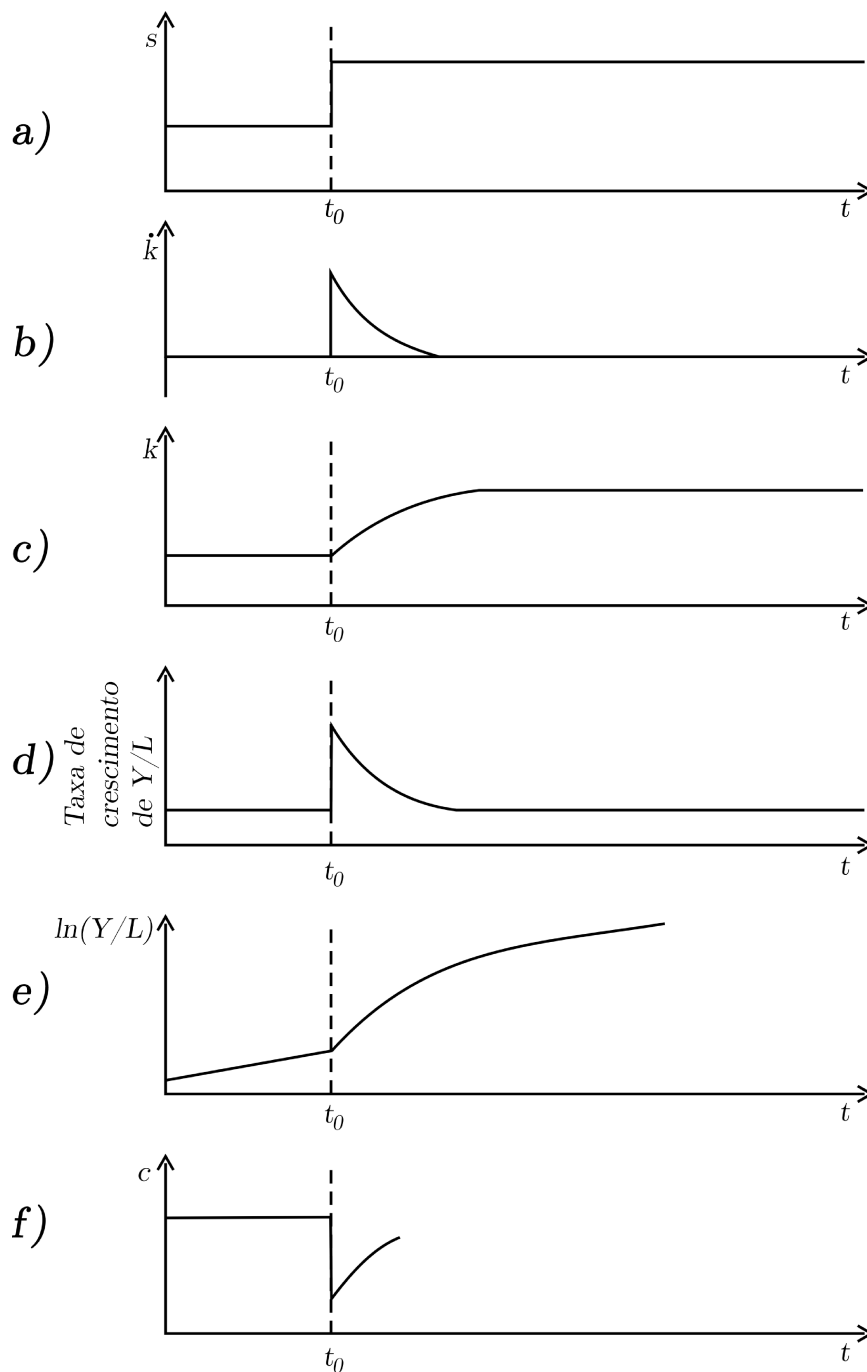 s
a)
t0
t
k̇
b)
t0
t
k
c)
t0
t
d)
Taxa de
crescimento
de Y/L
t0
t
ln(Y/L)
e)
t0
t
c
f)
t0
t